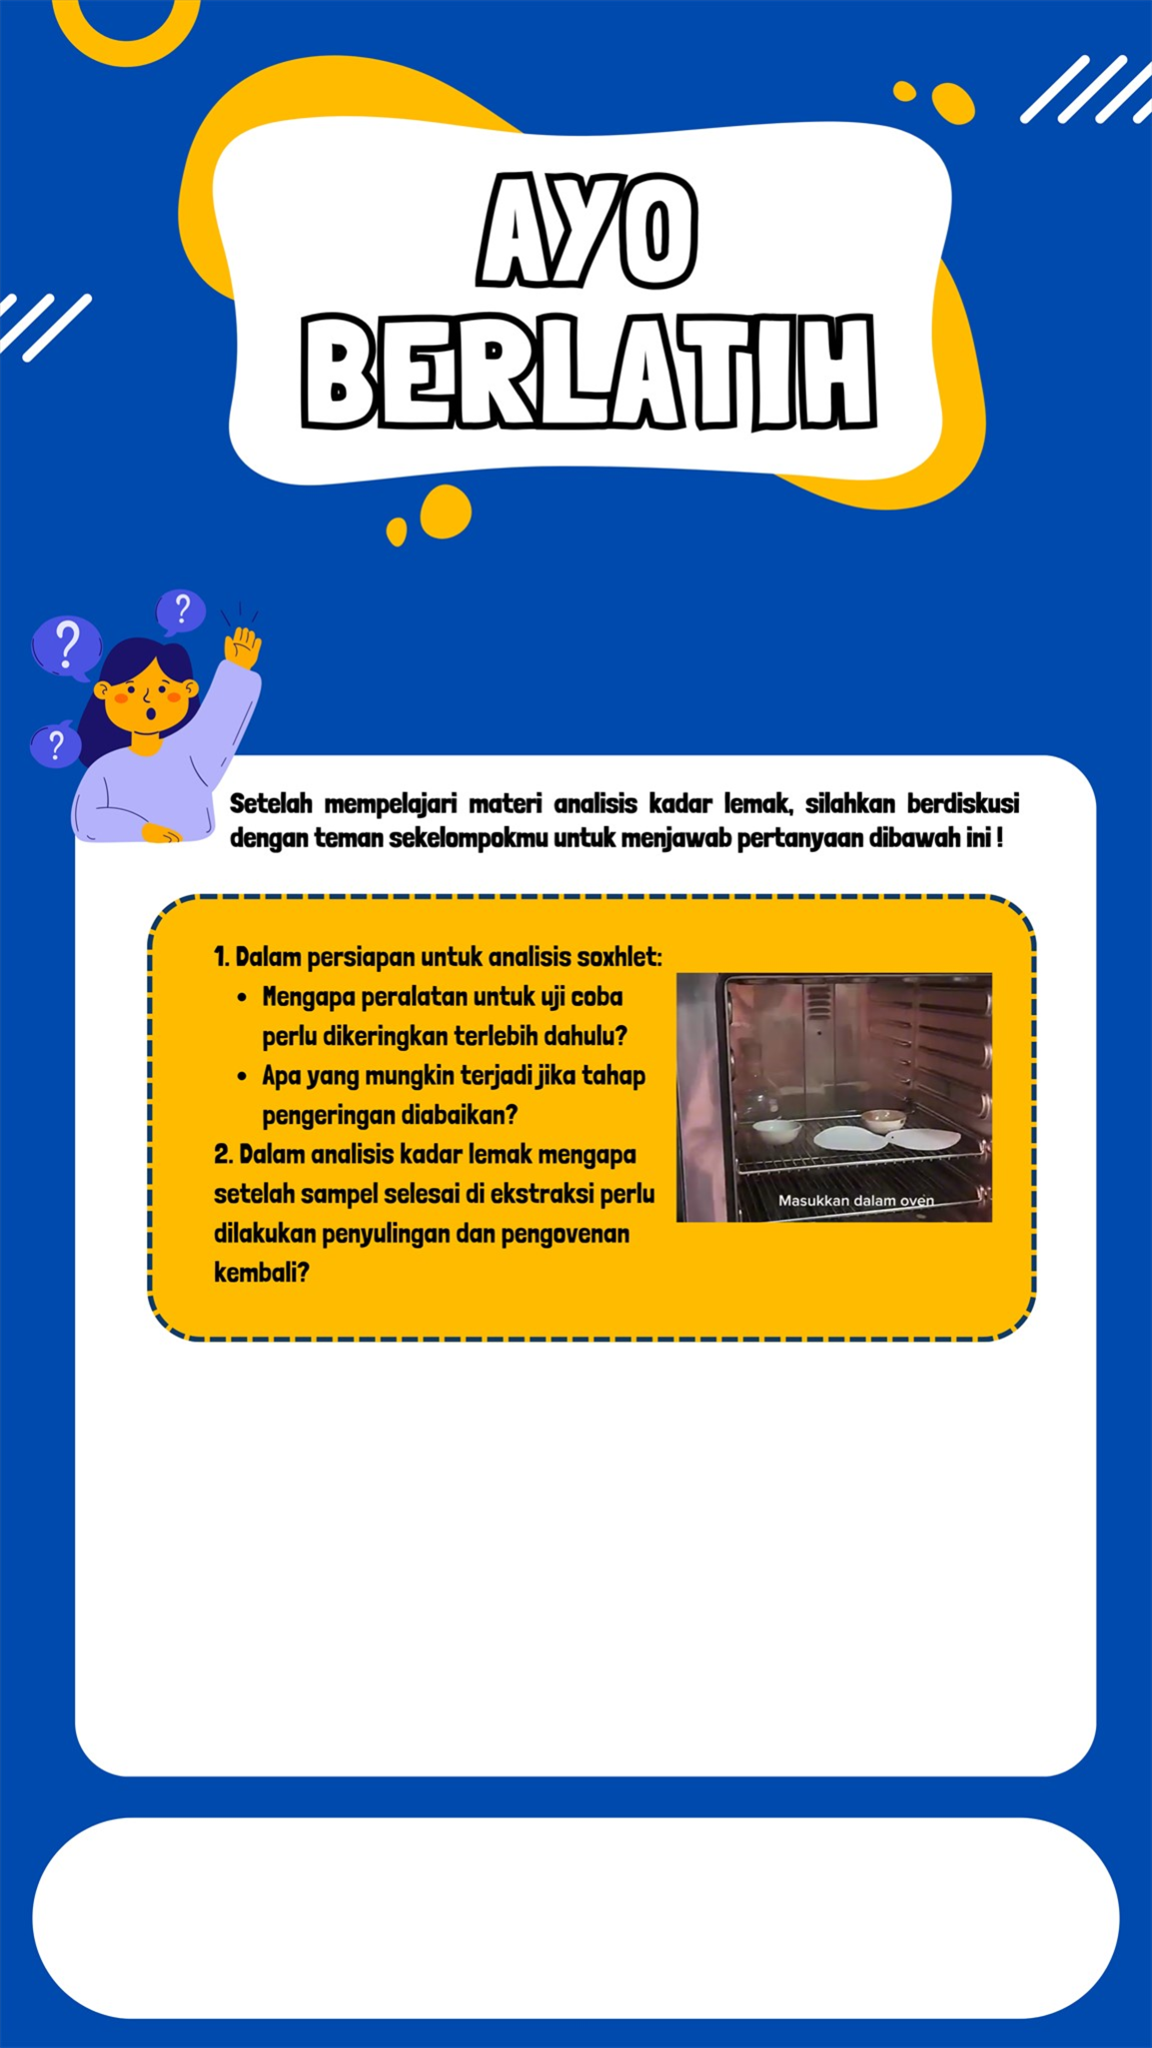 AYO
BERLATIH
?
?
?
Setelah mempelajari materi analisis kadar lemak, silahkan berdiskusi
dengan teman sekelompokmu untuk menjawab pertanyaan dibawah ini !
1. Dalam persiapan untuk analisis soxhlet:
• Mengapa peralatan untuk uji coba
perlu dikeringkan terlebih dahulu?
• Apa yang mungkin terjadi jika tahap
pengeringan diabaikan?
2. Dalam analisis kadar lemak mengapa
setelah sampel selesai di ekstraksi perlu
dilakukan penyulingan dan pengovenan
kembali?
Masukkan dalam oven